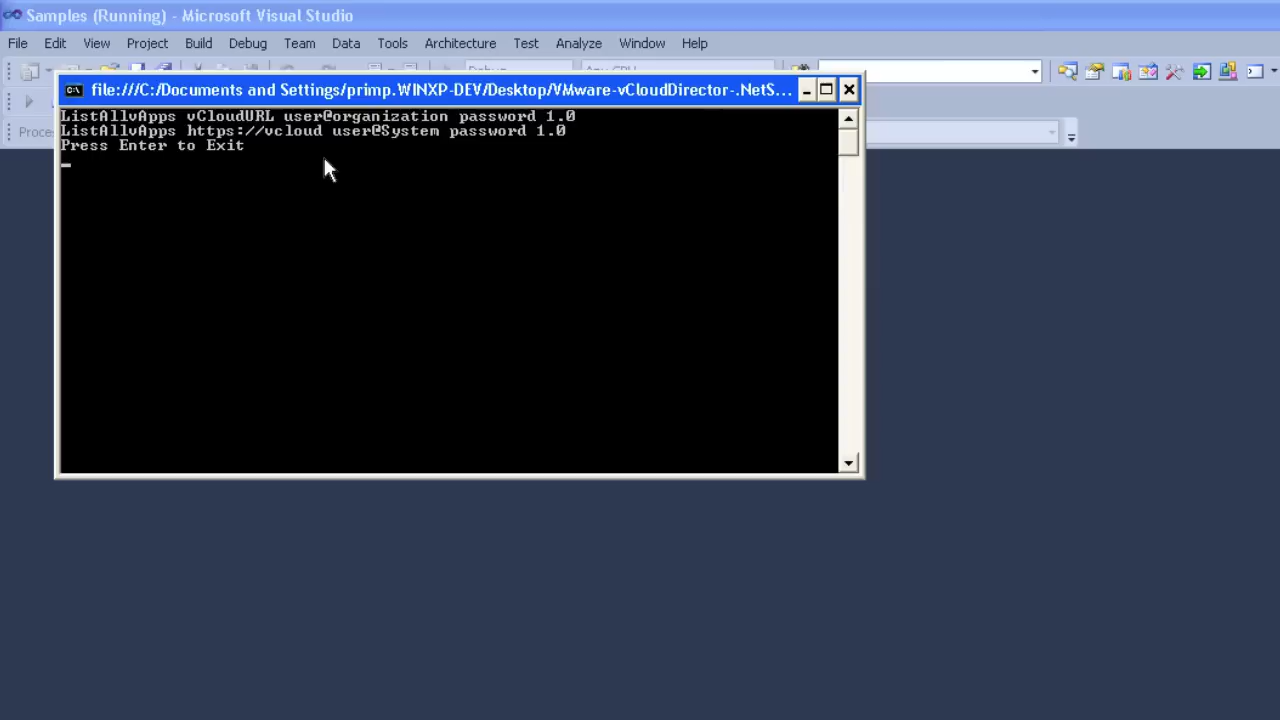 Samples (Running) - Microsoft Visual Studio
File Edit View Project Build Debug Team Data Tools Architecture Test Analyze Window Help
file:///C:/Documents and Settings/primp.WINXP-DEV/Desktop/VMware-vCloudDirector-.NetS...
ListAllvApps vCloudURL user@organization password 1.0
ListAllvApps https://vcloud user@System password 1.0
Press Enter to Exit
Proce